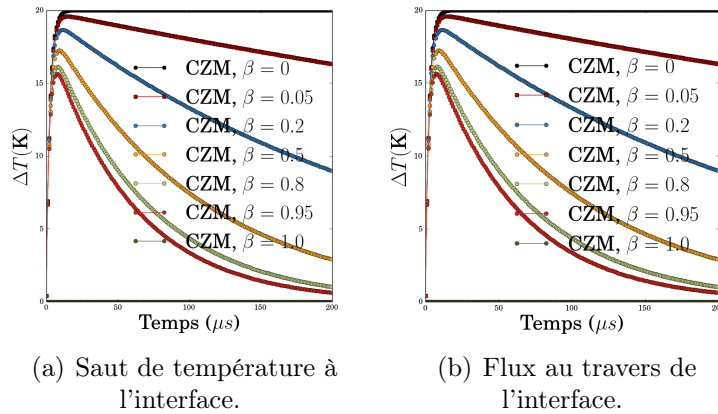 20
15
10
5
0
ΔT(K)
CZM, β = 0
CZM, β = 0.05
CZM, β = 0.2
CZM, β = 0.5
CZM, β = 0.8
CZM, β = 0.95
CZM, β = 1.0
0 50 100 150 200
Temps (μs)
(a) Saut de température à
l'interface.
20
15
10
5
0
ΔT(K)
CZM, β = 0
CZM, β = 0.05
CZM, β = 0.2
CZM, β = 0.5
CZM, β = 0.8
CZM, β = 0.95
CZM, β = 1.0
0 50 100 150 200
Temps (μs)
(b) Flux au travers de
l'interface.